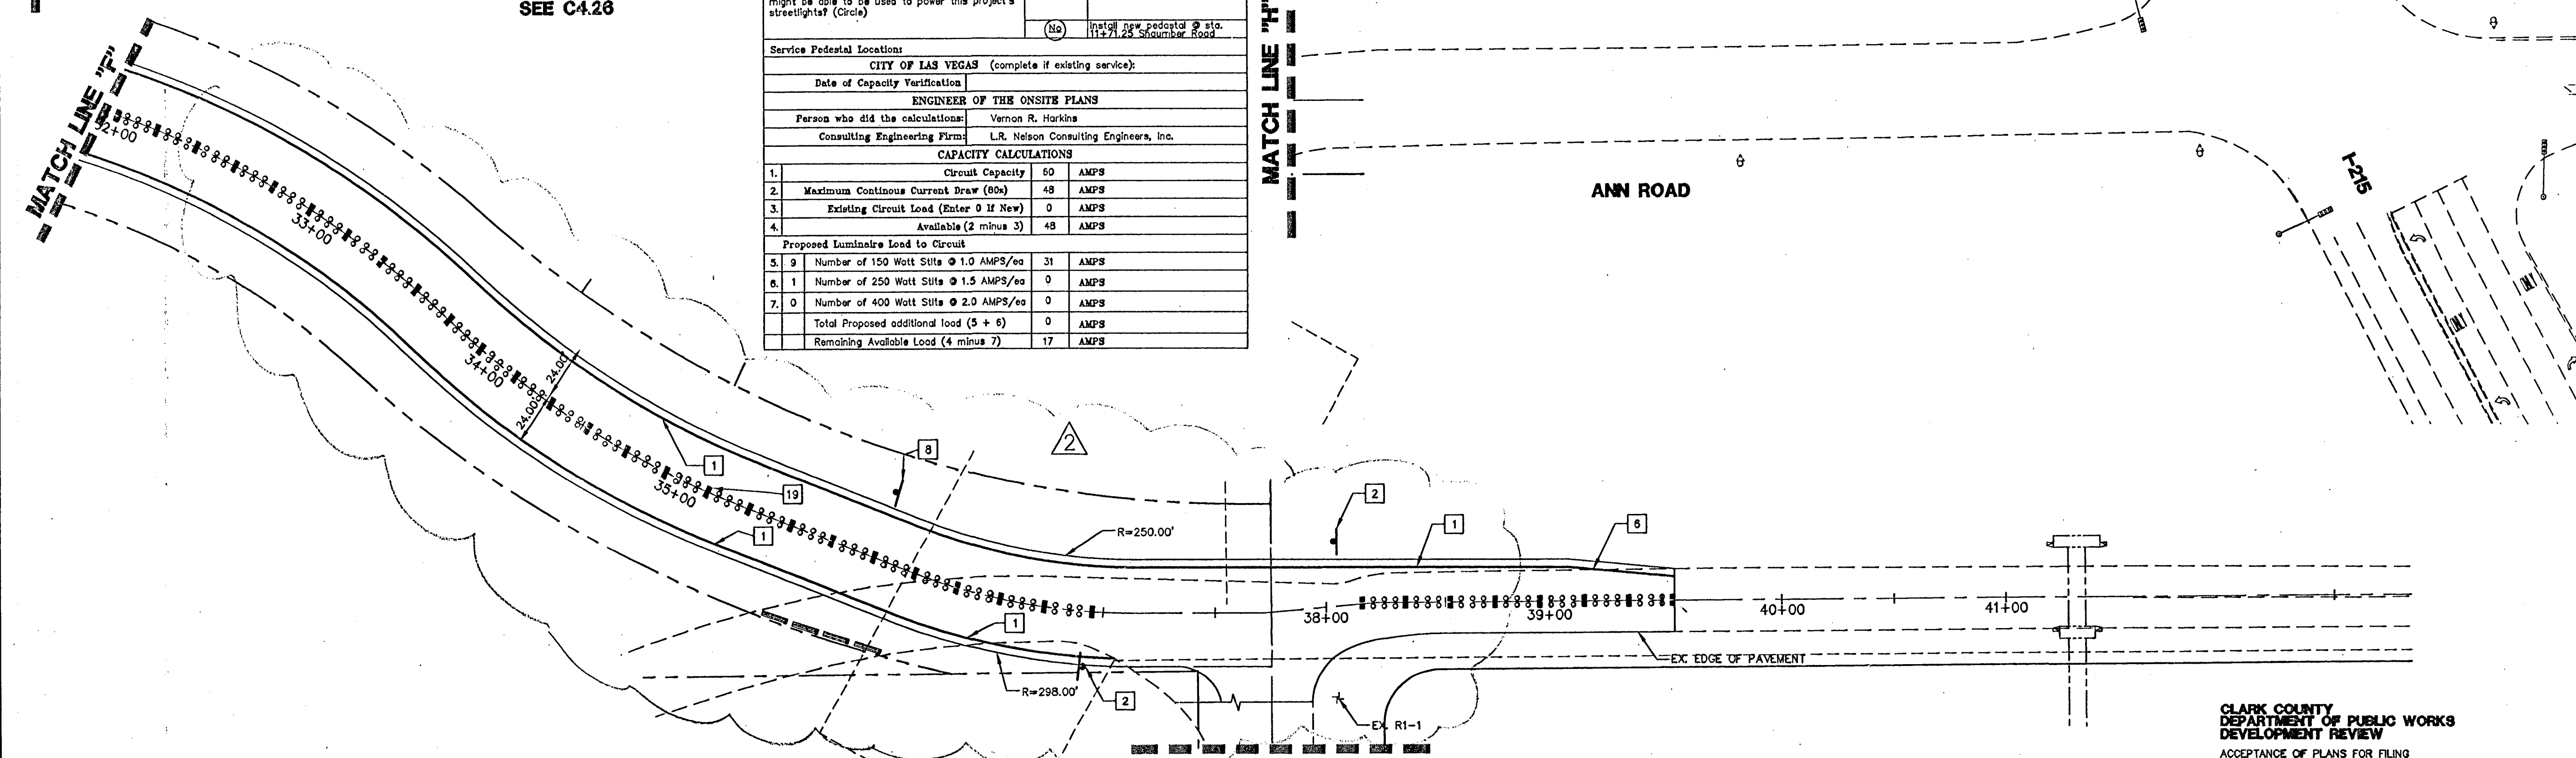 SEE C4.26
might be able to be used to power this project's
streetlights? (Circle)
No
Install new pedestal @ sta.
11+71.25 Shaumber Road
Service Pedestal Location:
CITY OF LAS VEGAS (complete if existing service):
Date of Capacity Verification
ENGINEER OF THE ONSITE PLANS
Person who did the calculations: Vernon R. Harkins
Consulting Engineering Firm: L.R. Nelson Consulting Engineers, Inc.
CAPACITY CALCULATIONS
1. Circuit Capacity 60 AMPS
2. Maximum Continous Current Draw (80%) 48 AMPS
3. Existing Circuit Load (Enter 0 If New) 0 AMPS
4. Available (2 minus 3) 48 AMPS
Proposed Luminaire Load to Circuit
5. 9 Number of 150 Watt Stlts @ 1.0 AMPS/ea 31 AMPS
6. 1 Number of 250 Watt Stlts @ 1.5 AMPS/ea 0 AMPS
7. 0 Number of 400 Watt Stlts @ 2.0 AMPS/ea 0 AMPS
Total Proposed additional load (5 + 6) 0 AMPS
Remaining Available Load (4 minus 7) 17 AMPS
MATCH LINE "F"
MATCH LINE "H"
ANN ROAD
I-215
ONLY
ONLY
32+00
33+00
34+00
24.00'
24.00'
35+00
1
19
1
8
2
R=250.00'
2
1
6
38+00
39+00
40+00
41+00
1
R=298.00'
2
EX. EDGE OF PAVEMENT
EX. R1-1
CLARK COUNTY
DEPARTMENT OF PUBLIC WORKS
DEVELOPMENT REVIEW
ACCEPTANCE OF PLANS FOR FILING